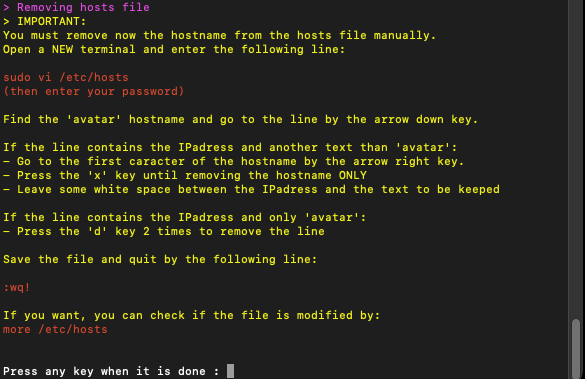 > Removing hosts file
> IMPORTANT:
You must remove now the hostname from the hosts file manually.
Open a NEW terminal and enter the following line:
sudo vi /etc/hosts
(then enter your password)
Find the 'avatar' hostname and go to the line by the arrow down key.
If the line contains the IPadress and another text than 'avatar':
- Go to the first caracter of the hostname by the arrow right key.
- Press the 'x' key until removing the hostname ONLY
- Leave some white space between the IPadress and the text to be keeped
If the line contains the IPadress and only 'avatar':
- Press the 'd' key 2 times to remove the line
Save the file and quit by the following line:
:wq!
If you want, you can check if the file is modified by:
more /etc/hosts
Press any key when it is done :